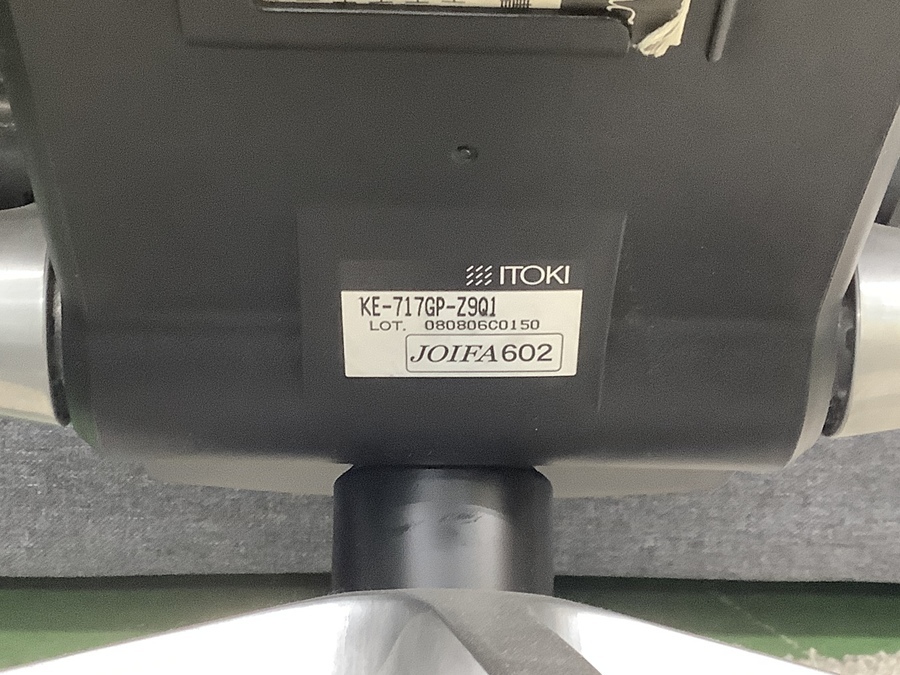 ITOKI
KE-717GP-Z9Q1
LOT. 080806C0150
JOIFA602